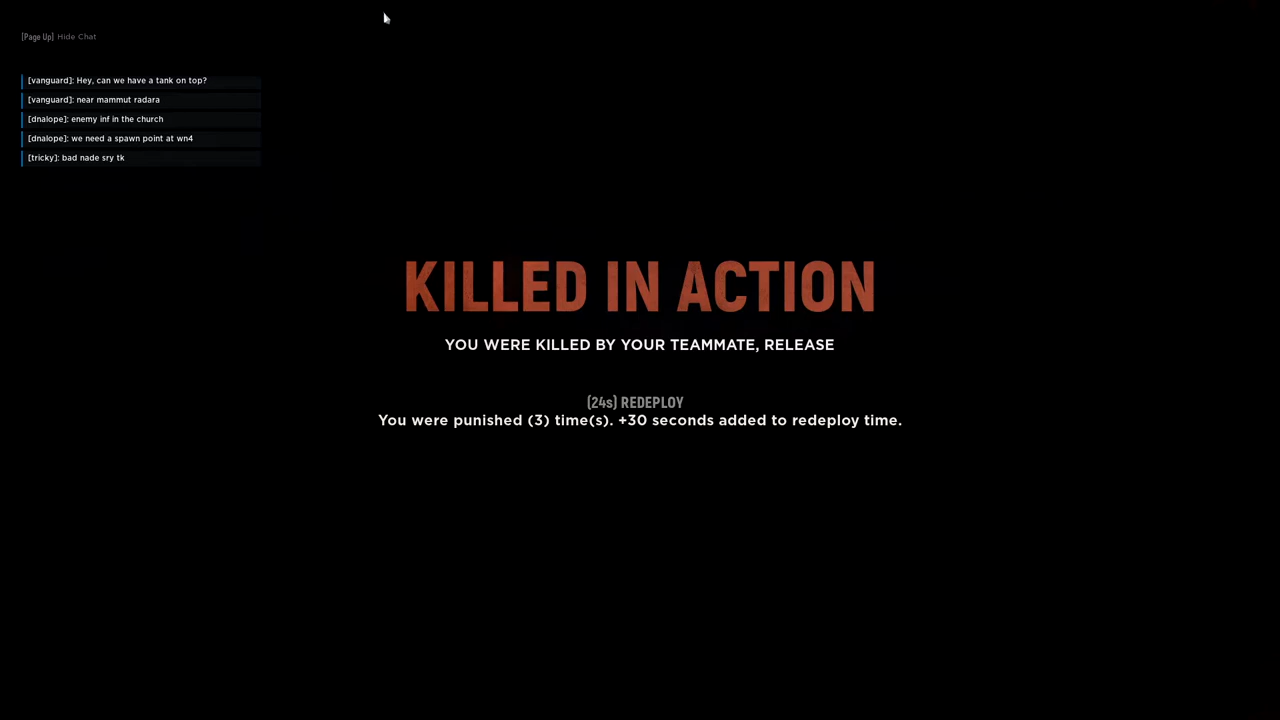 [Page Up] Hide Chat
[vanguard]: Hey, can we have a tank on top?
[vanguard]: near mammut radara
[dnalope]: enemy inf in the church
[dnalope]: we need a spawn point at wn4
[tricky]: bad nade sry tk
KILLED IN ACTION
YOU WERE KILLED BY YOUR TEAMMATE, RELEASE
(24s) REDEPLOY
You were punished (3) time(s). +30 seconds added to redeploy time.